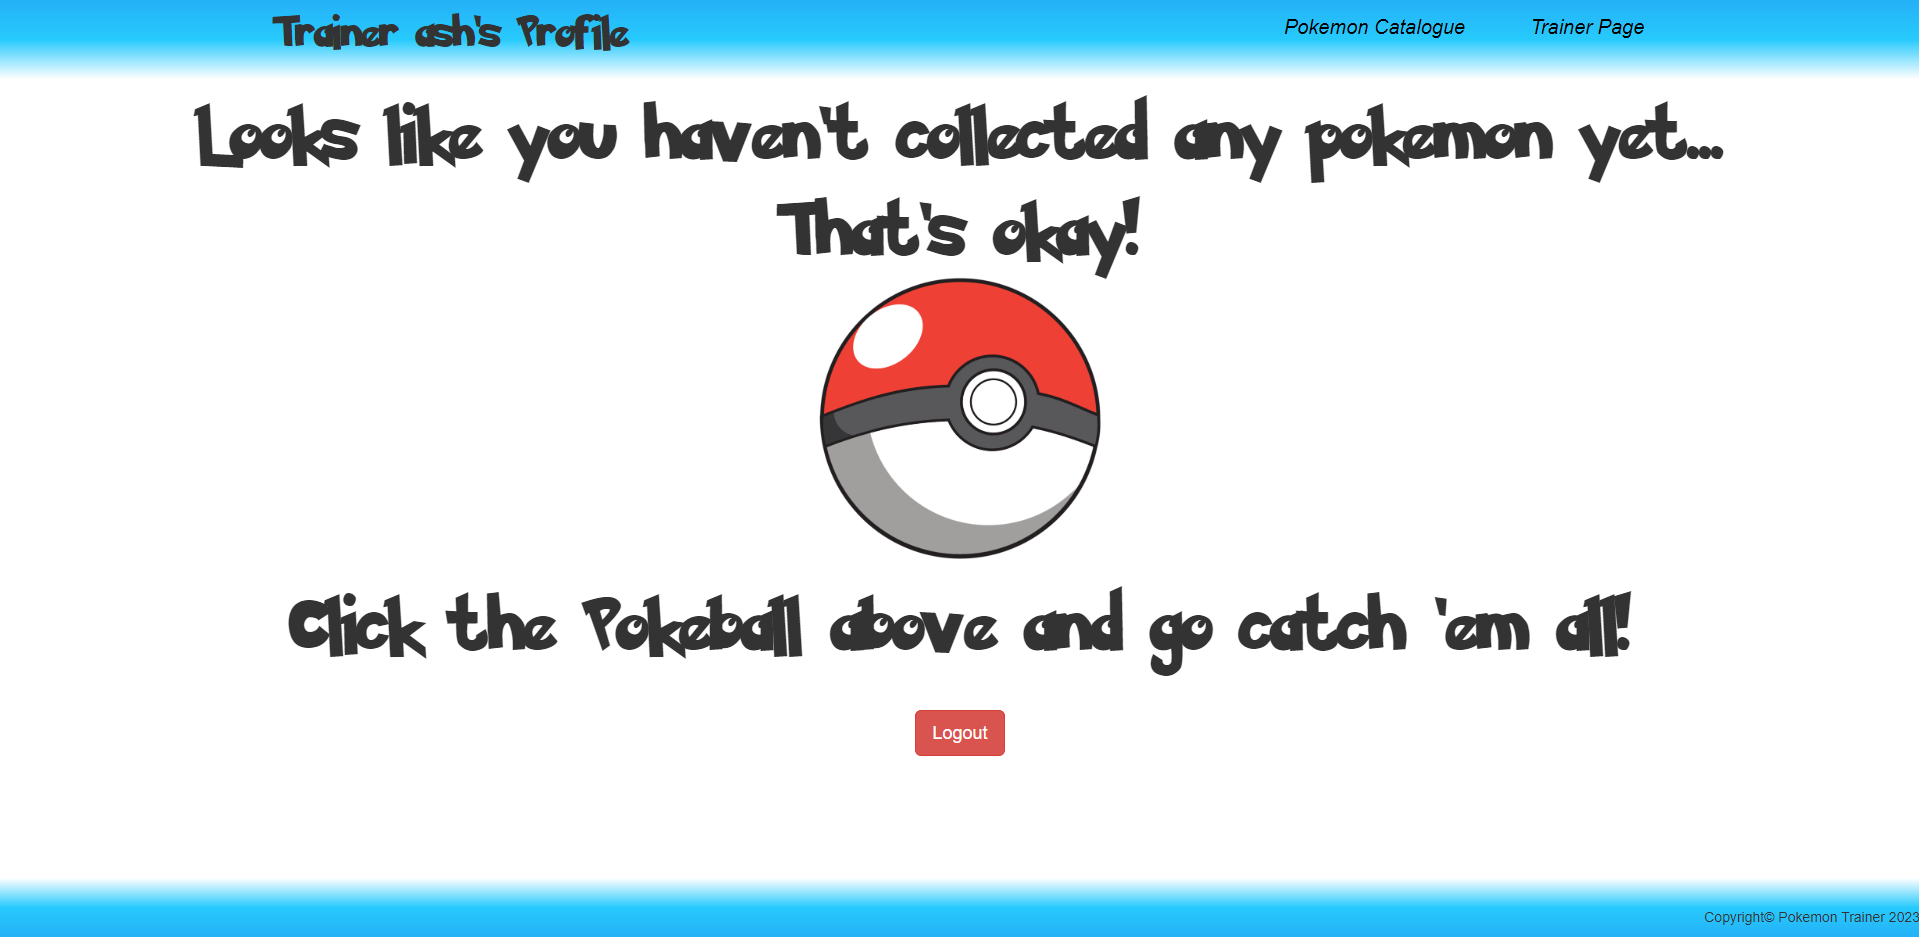 Trainer ash's Profile
Pokemon Catalogue
Trainer Page
Looks like you haven't collected any pokemon yet...
That's okay!
Click the Pokeball above and go catch 'em all!
Logout
Copyright© Pokemon Trainer 2023